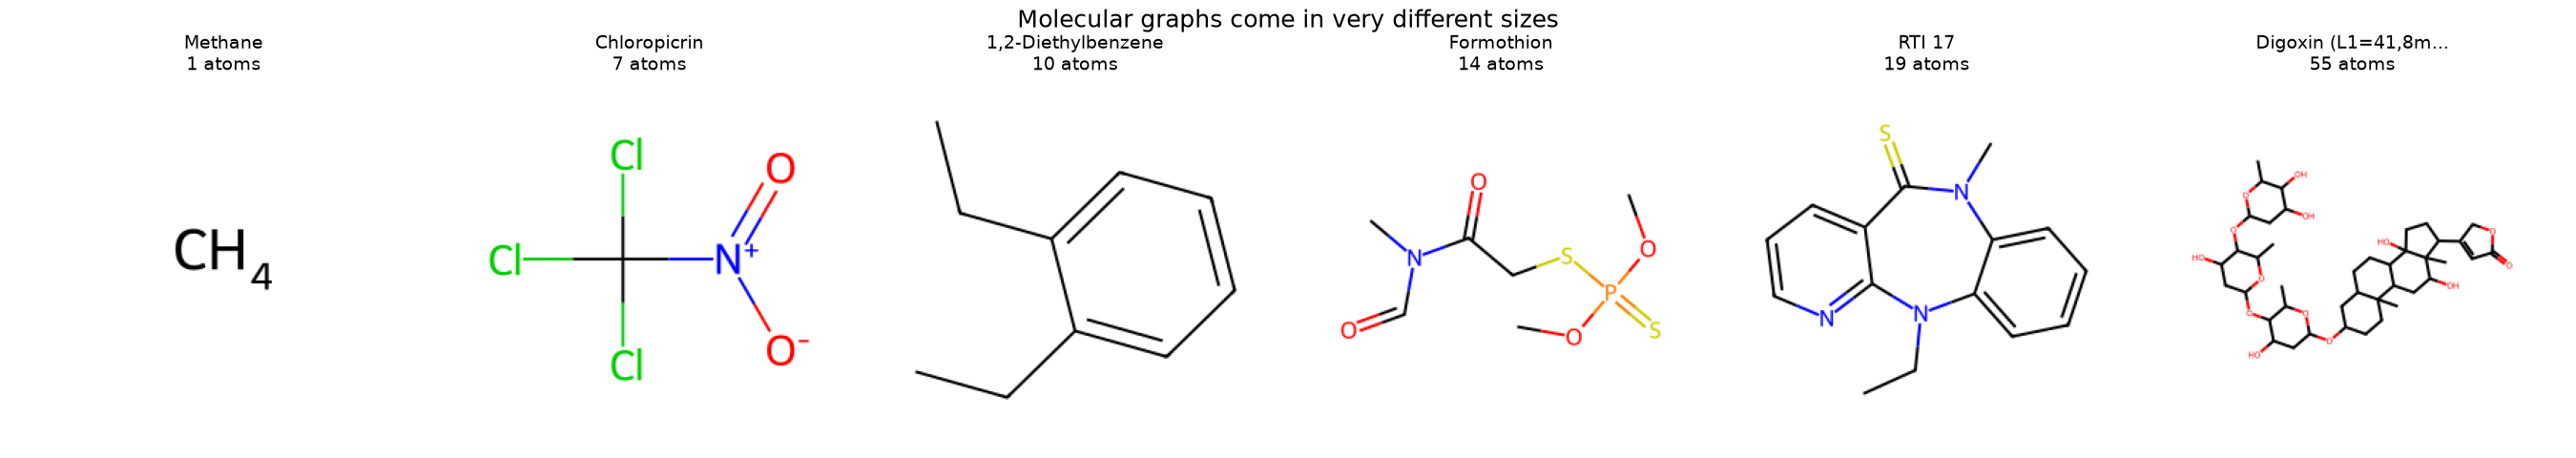 Molecular graphs come in very different sizes
Methane
1 atoms
Chloropicrin
7 atoms
1,2-Diethylbenzene
10 atoms
Formothion
14 atoms
RTI 17
19 atoms
Digoxin (L1=41,8m...
55 atoms
CH4
Cl
Cl
Cl
N+
O
O-
O
N
O
S
P
O
O
S
S
N
N
N
OH
O
OH
O
HO
O
O
O
HO
O
HO
OH
O
O